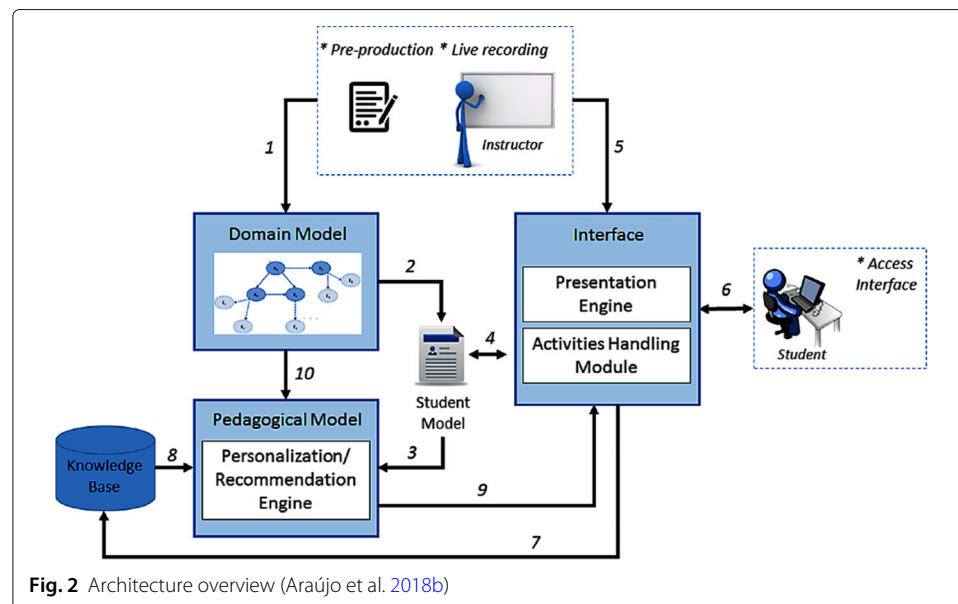 * Pre-production * Live recording
Instructor
1
5
Domain Model
2
Interface
Presentation
Engine
Activities Handling
Module
6
* Access
Interface
Student
4
Student
Model
10
Pedagogical Model
Personalization/
Recommendation
Engine
3
Knowledge
Base
8
9
7
Fig. 2 Architecture overview (Araújo et al. 2018b)